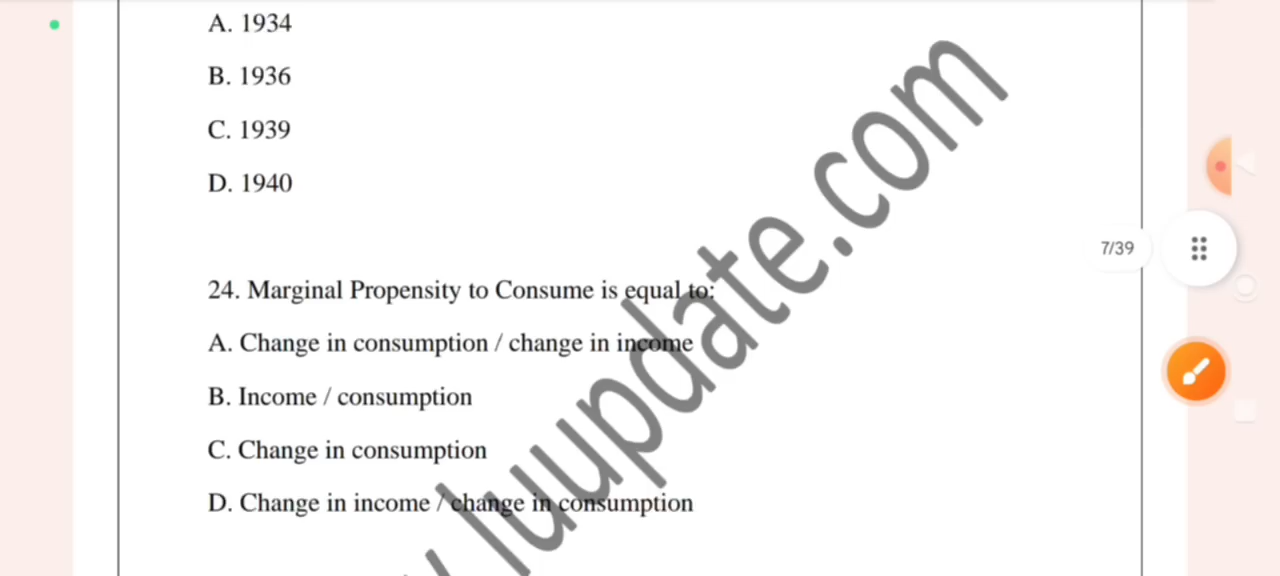 A. 1934
B. 1936
C. 1939
D. 1940
7/39
24. Marginal Propensity to Consume is equal to:
A. Change in consumption / change in income
B. Income / consumption
C. Change in consumption
D. Change in income / change in consumption
luupdate.com